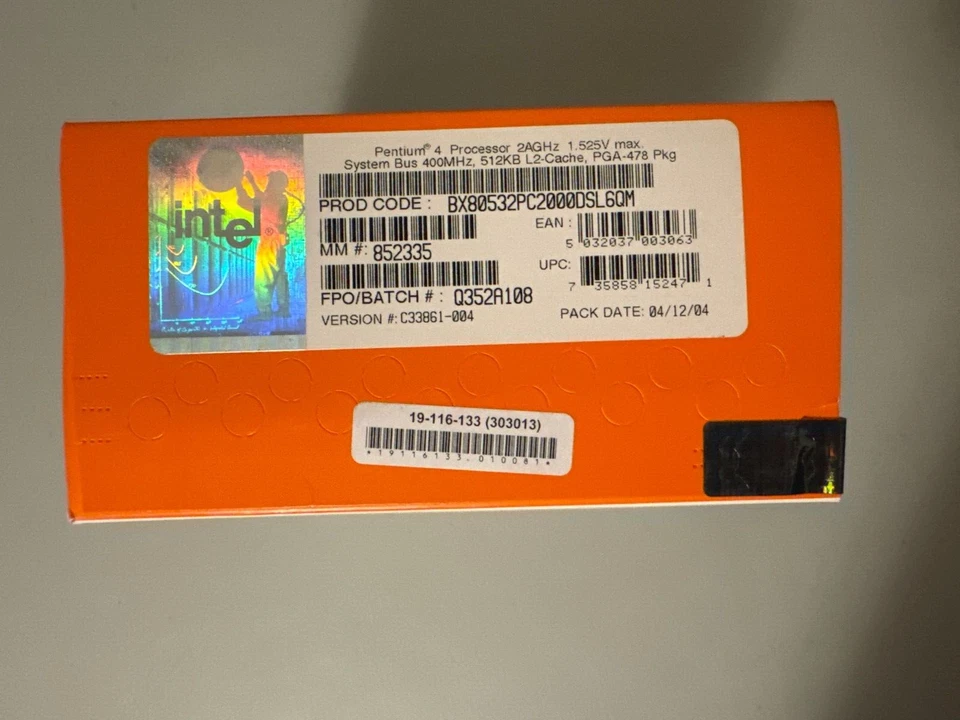 intel®
Pentium® 4 Processor 2AGHz 1.525V max.
System Bus 400MHz, 512KB L2-Cache, PGA-478 Pkg
PROD CODE : BX80532PC2000DSL6QM
MM #: 852335
EAN :
5 032037 003063
UPC:
7 35858 15247 1
FPO/BATCH # : Q352A108
VERSION #: C33861-004
PACK DATE: 04/12/04
19-116-133 (303013)
*19116133-010081*